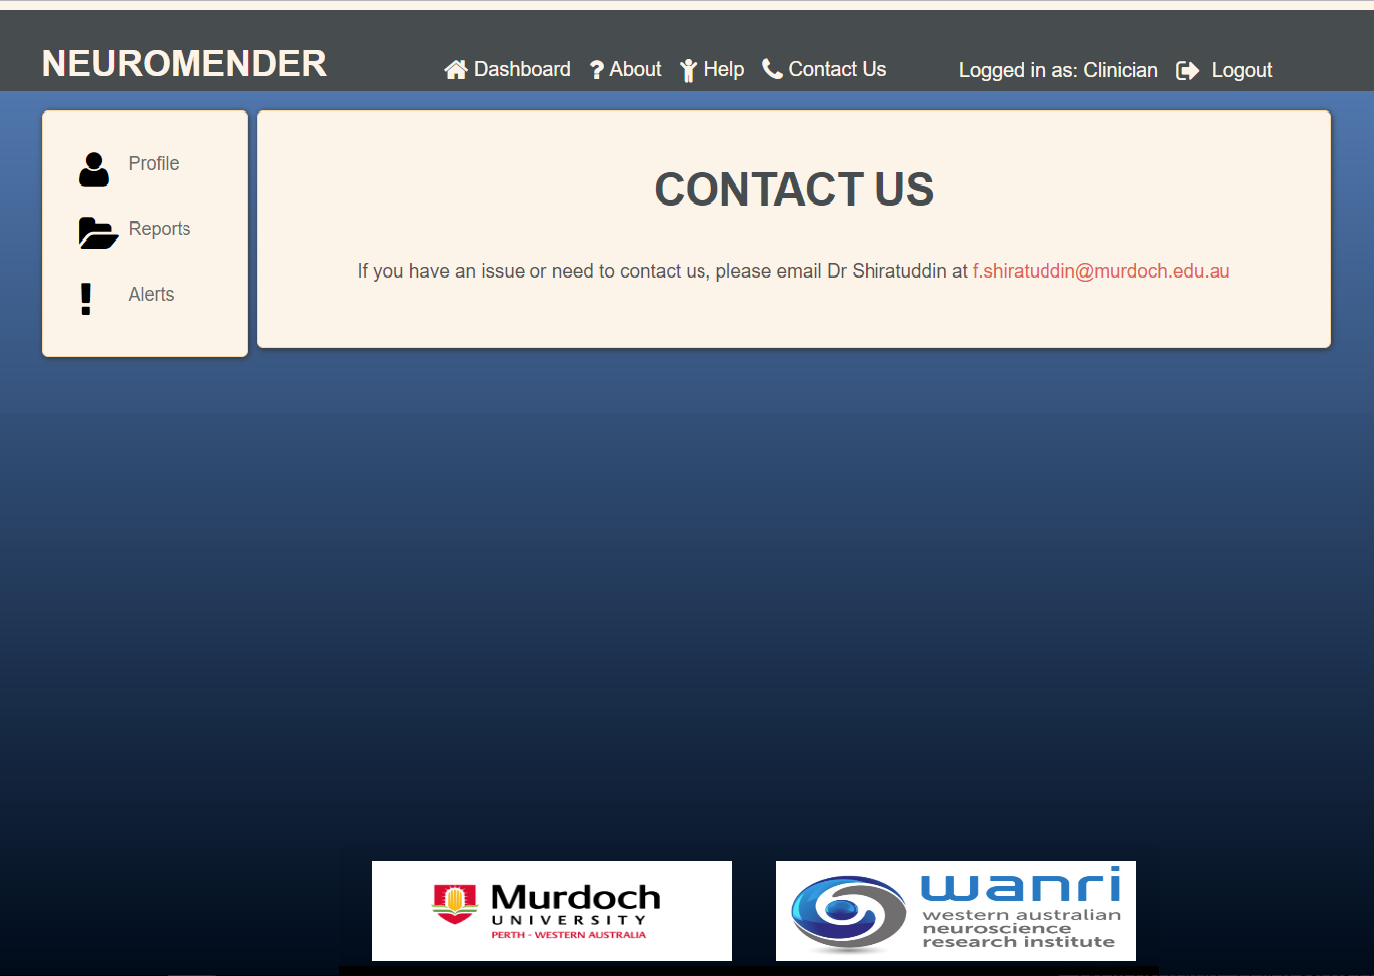 NEUROMENDER
Dashboard About Help Contact Us Logged in as: Clinician Logout
Profile
Reports
Alerts
CONTACT US
If you have an issue or need to contact us, please email Dr Shiratuddin at f.shiratuddin@murdoch.edu.au
Murdoch
UNIVERSITY
PERTH - WESTERN AUSTRALIA
wanri
western australian
neuroscience
research institute